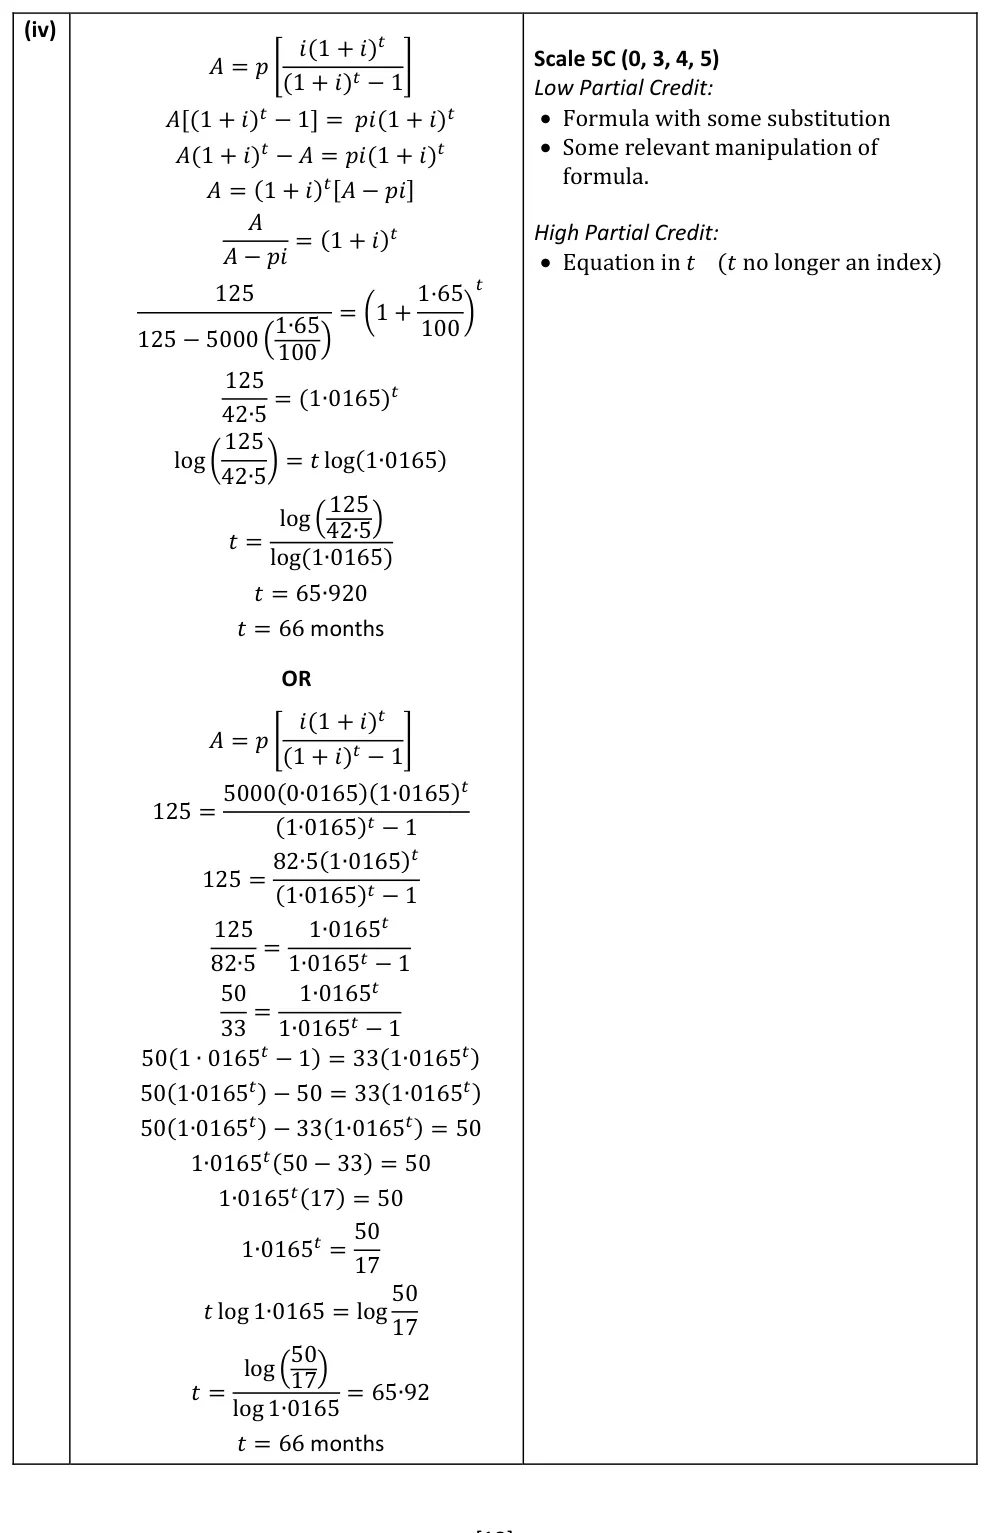 (iv)
A = p [ i(1 + i)^t / (1 + i)^t − 1 ]
A[(1 + i)^t − 1] = pi(1 + i)^t
A(1 + i)^t − A = pi(1 + i)^t
A = (1 + i)^t[A − pi]
A / A − pi = (1 + i)^t
125 / 125 − 5000 (1·65 / 100) = (1 + 1·65 / 100)^t
125 / 42·5 = (1·0165)^t
log (125 / 42·5) = t log(1·0165)
t = log (125 / 42·5) / log(1·0165)
t = 65·920
t = 66 months
OR
A = p [ i(1 + i)^t / (1 + i)^t − 1 ]
125 = 5000(0·0165)(1·0165)^t / (1·0165)^t − 1
125 = 82·5(1·0165)^t / (1·0165)^t − 1
125 / 82·5 = 1·0165^t / 1·0165^t − 1
50 / 33 = 1·0165^t / 1·0165^t − 1
50(1 · 0165^t − 1) = 33(1·0165^t)
50(1·0165^t) − 50 = 33(1·0165^t)
50(1·0165^t) − 33(1·0165^t) = 50
1·0165^t(50 − 33) = 50
1·0165^t(17) = 50
1·0165^t = 50 / 17
t log 1·0165 = log 50 / 17
t = log (50 / 17) / log 1·0165 = 65·92
t = 66 months
Scale 5C (0, 3, 4, 5)
Low Partial Credit:
• Formula with some substitution
• Some relevant manipulation of
formula.
High Partial Credit:
• Equation in t (t no longer an index)